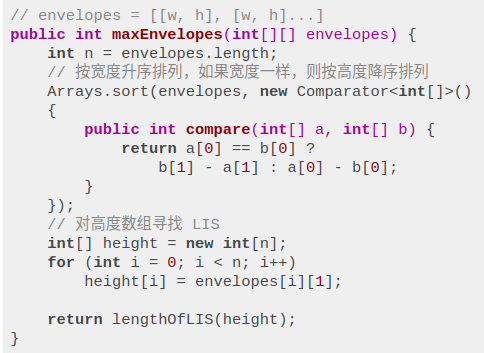 // envelopes = [[w, h], [w, h]...]
public int maxEnvelopes(int[][] envelopes) {
    int n = envelopes.length;
    // 按宽度升序排列，如果宽度一样，则按高度降序排列
    Arrays.sort(envelopes, new Comparator<int[]>()
    {
        public int compare(int[] a, int[] b) {
            return a[0] == b[0] ?
                b[1] - a[1] : a[0] - b[0];
        }
    });
    // 对高度数组寻找 LIS
    int[] height = new int[n];
    for (int i = 0; i < n; i++)
        height[i] = envelopes[i][1];

    return lengthOfLIS(height);
}